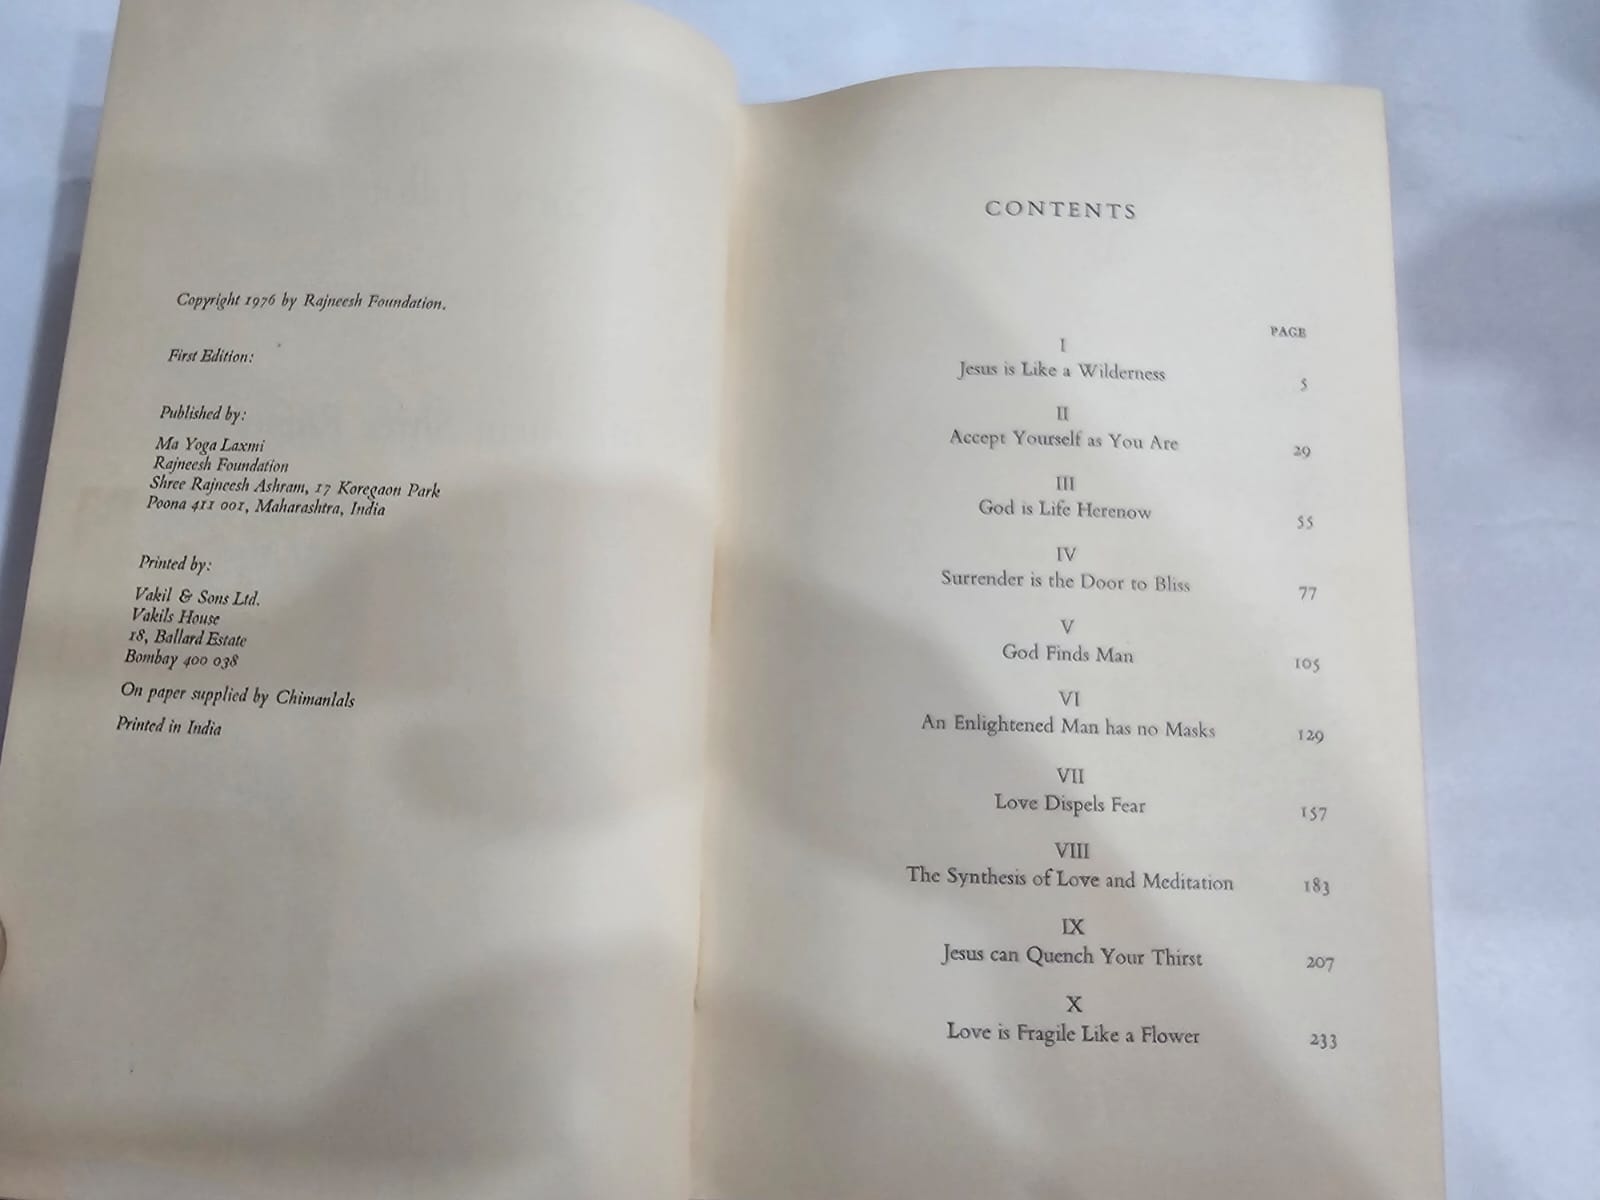 Copyright 1976 by Rajneesh Foundation.
First Edition:
Published by:
Ma Yoga Laxmi
Rajneesh Foundation
Shree Rajneesh Ashram, 17 Koregaon Park
Poona 411 001, Maharashtra, India
Printed by:
Vakil & Sons Ltd.
Vakils House
18, Ballard Estate
Bombay 400 038
On paper supplied by Chimanlals
Printed in India
CONTENTS
PAGE
I
Jesus is Like a Wilderness 5
II
Accept Yourself as You Are 29
III
God is Life Herenow 55
IV
Surrender is the Door to Bliss 77
V
God Finds Man 105
VI
An Enlightened Man has no Masks 129
VII
Love Dispels Fear 157
VIII
The Synthesis of Love and Meditation 183
IX
Jesus can Quench Your Thirst 207
X
Love is Fragile Like a Flower 233